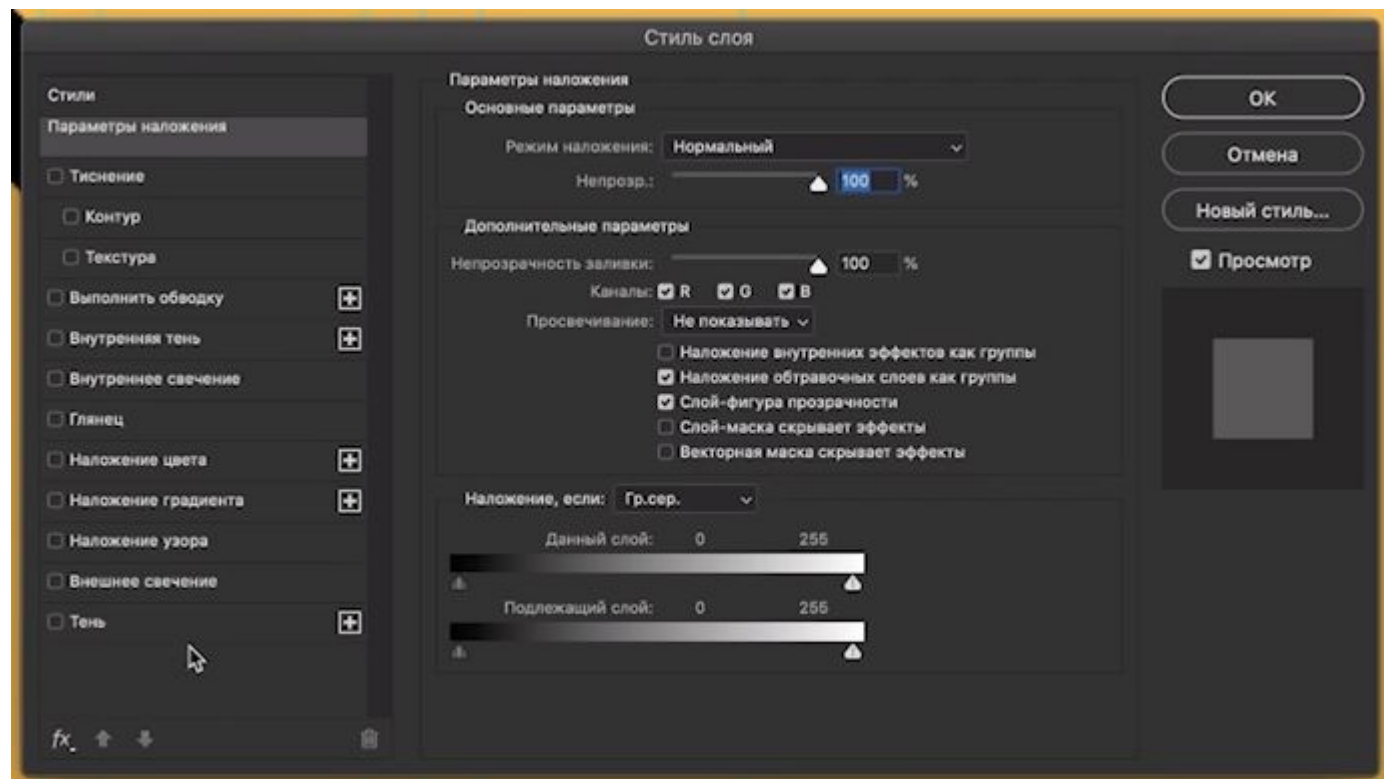 Стиль слоя
Стили
Параметры наложения
Тиснение
Контур
Текстура
Выполнить обводку
Внутренняя тень
Внутреннее свечение
Глянец
Наложение цвета
Наложение градиента
Наложение узора
Внешнее свечение
Тень
fx
Параметры наложения
Основные параметры
Режим наложения: Нормальный
Непрозр.: 100 %
Дополнительные параметры
Непрозрачность заливки: 100 %
Каналы: R G B
Просвечивание: Не показывать
Наложение внутренних эффектов как группы
Наложение обтравочных слоев как группы
Слой-фигура прозрачности
Слой-маска скрывает эффекты
Векторная маска скрывает эффекты
Наложение, если: Гр.сер.
Данный слой: 0 255
Подлежащий слой: 0 255
OK
Отмена
Новый стиль...
Просмотр